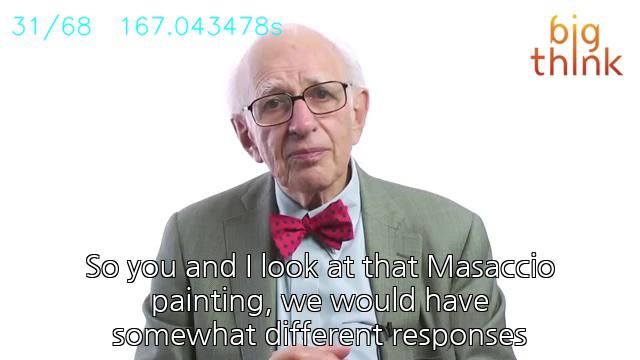 31/68 167.043478s
big
think
So you and I look at that Masaccio
painting, we would have
somewhat different responses